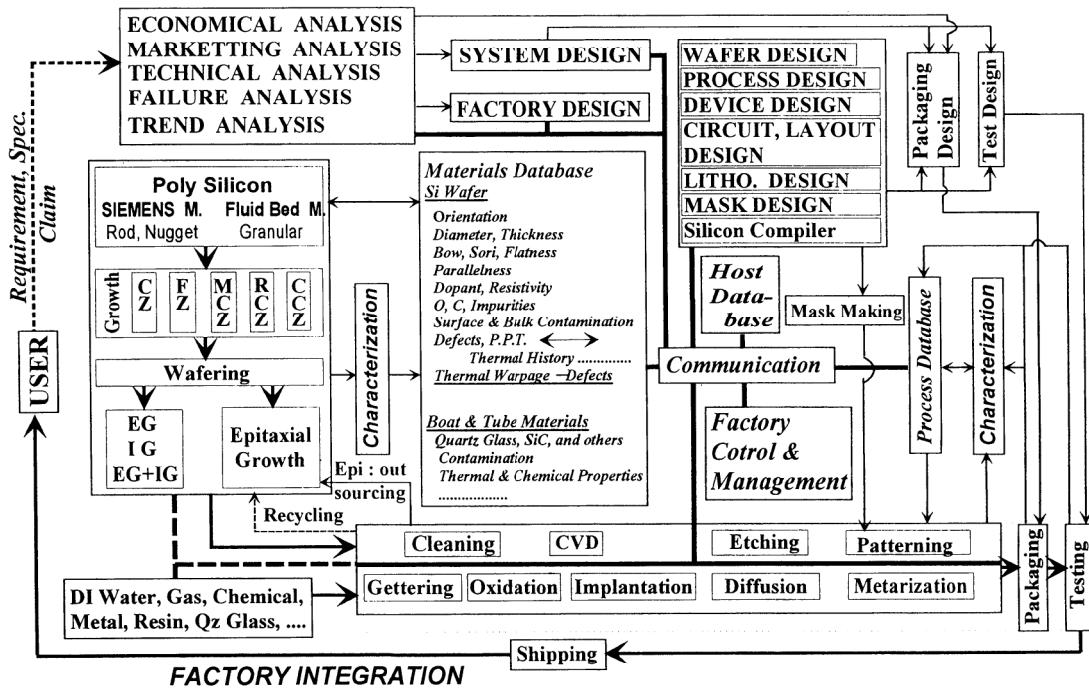 ECONOMICAL ANALYSIS
MARKETTING ANALYSIS
TECHNICAL ANALYSIS
FAILURE ANALYSIS
TREND ANALYSIS
SYSTEM DESIGN
FACTORY DESIGN
WAFER DESIGN
PROCESS DESIGN
DEVICE DESIGN
CIRCUIT, LAYOUT
DESIGN
LITHO. DESIGN
MASK DESIGN
Silicon Compiler
Packaging
Design
Test Design
Requirement, Spec.
Claim
USER
Poly Silicon
SIEMENS M. Fluid Bed M.
Rod, Nugget Granular
Growth
CZ
FZ
MCZ
RCZ
CCZ
Wafering
EG
I G
EG+IG
Epitaxial
Growth
Characterization
Materials Database
Si Wafer
Orientation
Diameter, Thickness
Bow, Sori, Flatness
Parallelness
Dopant, Resistivity
O, C, Impurities
Surface & Bulk Contamination
Defects, P.P.T.
Thermal History ..............
Thermal Warpage —Defects
Boat & Tube Materials
Quartz Glass, SiC, and others
Contamination
Thermal & Chemical Properties
....................
Host
Data-
base
Mask Making
Communication
Factory
Cotrol &
Management
Process Database
Characterization
Epi : out
sourcing
Recycling
Cleaning
CVD
Etching
Patterning
Gettering
Oxidation
Implantation
Diffusion
Metarization
DI Water, Gas, Chemical,
Metal, Resin, Qz Glass, ....
Packaging
Testing
Shipping
FACTORY INTEGRATION